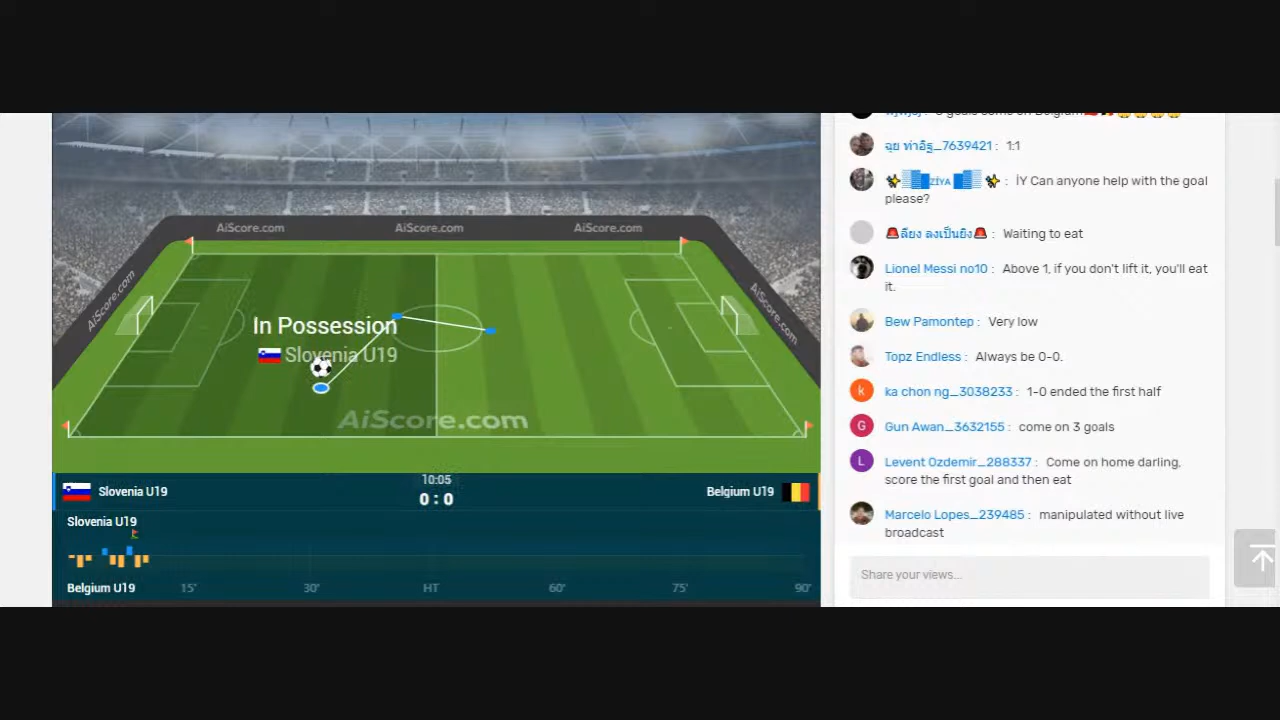 AiScore.com AiScore.com AiScore.com
AiScore.com
AiScore.com
In Possession
Slovenia U19
AiScore.com
10:05
Slovenia U19
0 : 0
Belgium U19
Slovenia U19
Belgium U19
15' 30' HT 60' 75' 90'
ฉุย ท่าอิฐ_7639421 : 1:1
: İY Can anyone help with the goal
please?
: Waiting to eat
Lionel Messi no10 : Above 1, if you don't lift it, you'll eat
it.
Bew Pamontep : Very low
Topz Endless : Always be 0-0.
k
ka chon ng_3038233 : 1-0 ended the first half
G
Gun Awan_3632155 : come on 3 goals
L
Levent Ozdemir_288337 : Come on home darling,
score the first goal and then eat
Marcelo Lopes_239485 : manipulated without live
broadcast
Share your views...